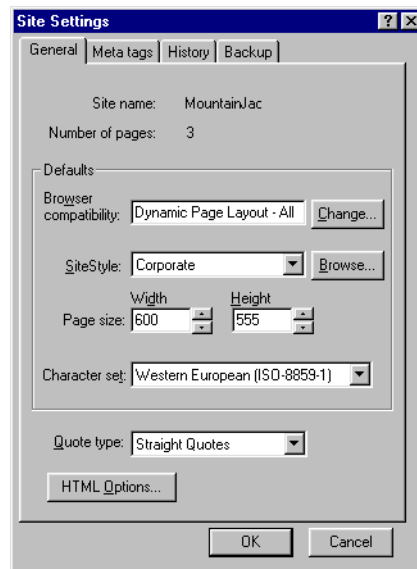 Site Settings
General Meta tags History Backup
Site name: MountainJac
Number of pages: 3
Defaults
Browser
compatibility: Dynamic Page Layout - All Change...
SiteStyle: Corporate Browse...
Width Height
Page size: 600 555
Character set: Western European (ISO-8859-1)
Quote type: Straight Quotes
HTML Options...
OK Cancel